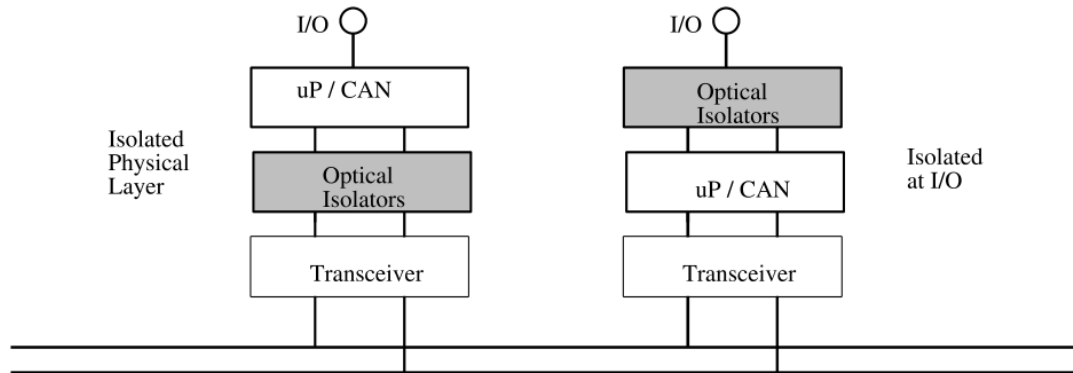 I/O
I/O
uP / CAN
Optical
Isolators
Isolated
Physical
Layer
Isolated
at I/O
Optical
Isolators
uP / CAN
Transceiver
Transceiver